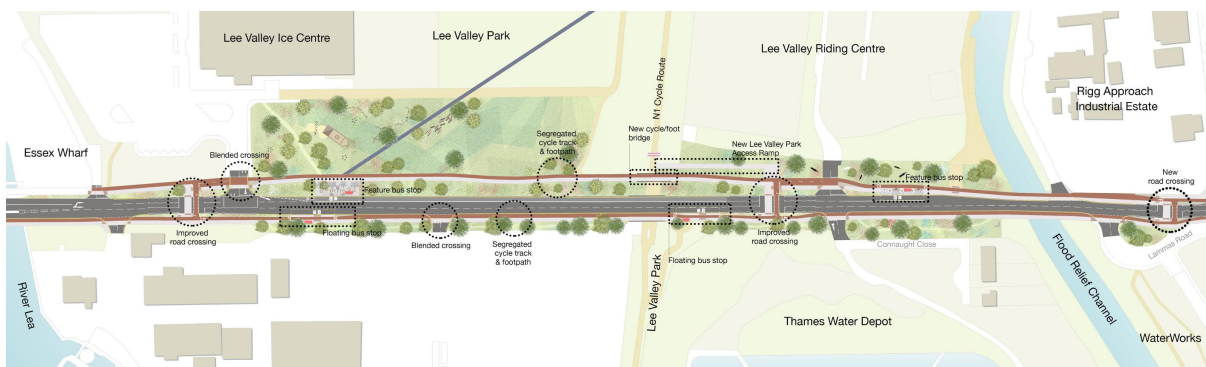 Lee Valley Ice Centre
Lee Valley Park
Lee Valley Riding Centre
Rigg Approach
Industrial Estate
N1 Cycle Route
Essex Wharf
Blended crossing
Segregated
cycle track
& footpath
New cycle/foot
bridge
New Lee Valley Park
Access Ramp
New
road crossing
Feature bus stop
Feature bus stop
Improved
road crossing
Floating bus stop
Blended crossing
Segregated
cycle track
& footpath
Improved
road crossing
Connaught Close
Lammas Road
Floating bus stop
Lee Valley Park
River Lea
Flood Relief Channel
Thames Water Depot
WaterWorks